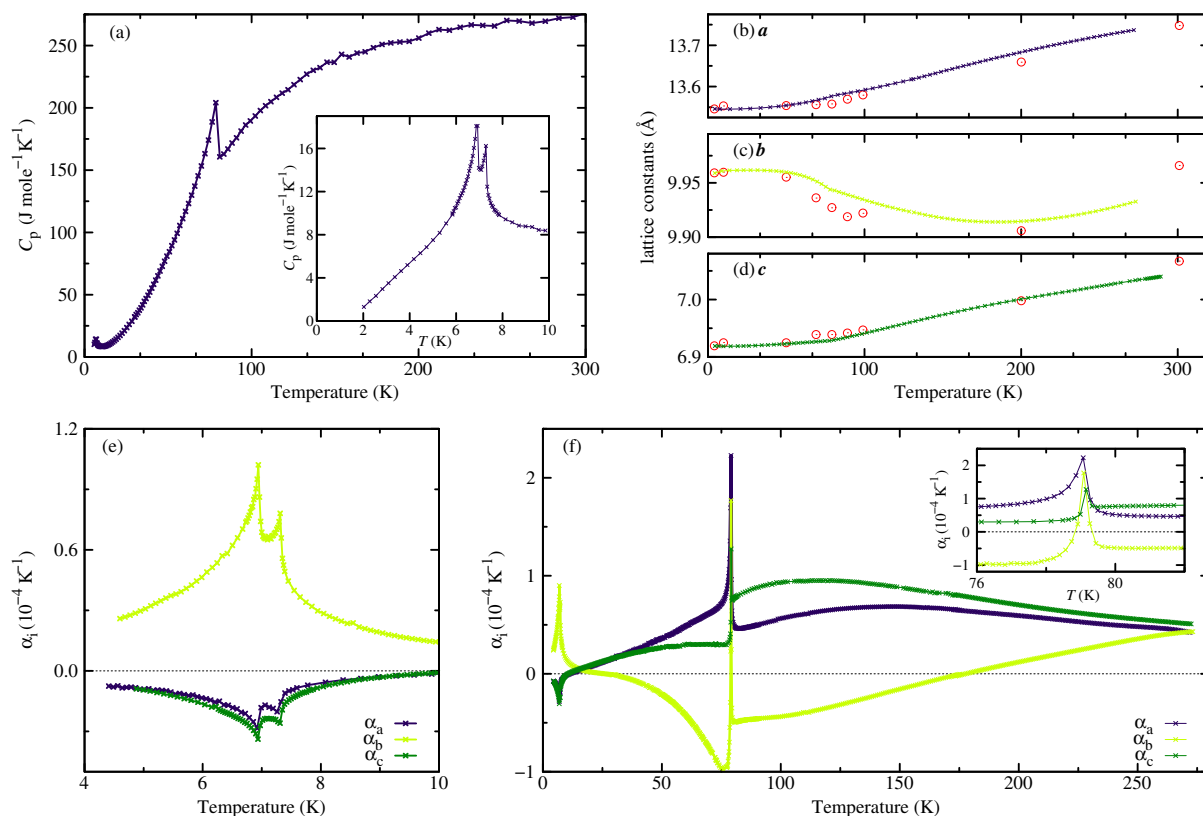 (a)
C_p (J mole⁻¹K⁻¹)
0 50 100 150 200 250
0 100 200 300
Temperature (K)
C_p (J mole⁻¹K⁻¹)
0 4 8 12 16
0 2 4 6 8 10
T (K)
lattice constants (Å)
(b) a
13.6 13.7
(c) b
9.90 9.95
(d) c
6.9 7.0
0 100 200 300
Temperature (K)
(e)
α_i (10⁻⁴ K⁻¹)
0.0 0.6 1.2
α_a
α_b
α_c
4 6 8 10
Temperature (K)
(f)
α_i (10⁻⁴ K⁻¹)
−1 0 1 2
α_i (10⁻⁴ K⁻¹)
−1 0 1 2
76 80
T (K)
α_a
α_b
α_c
0 50 100 150 200 250
Temperature (K)